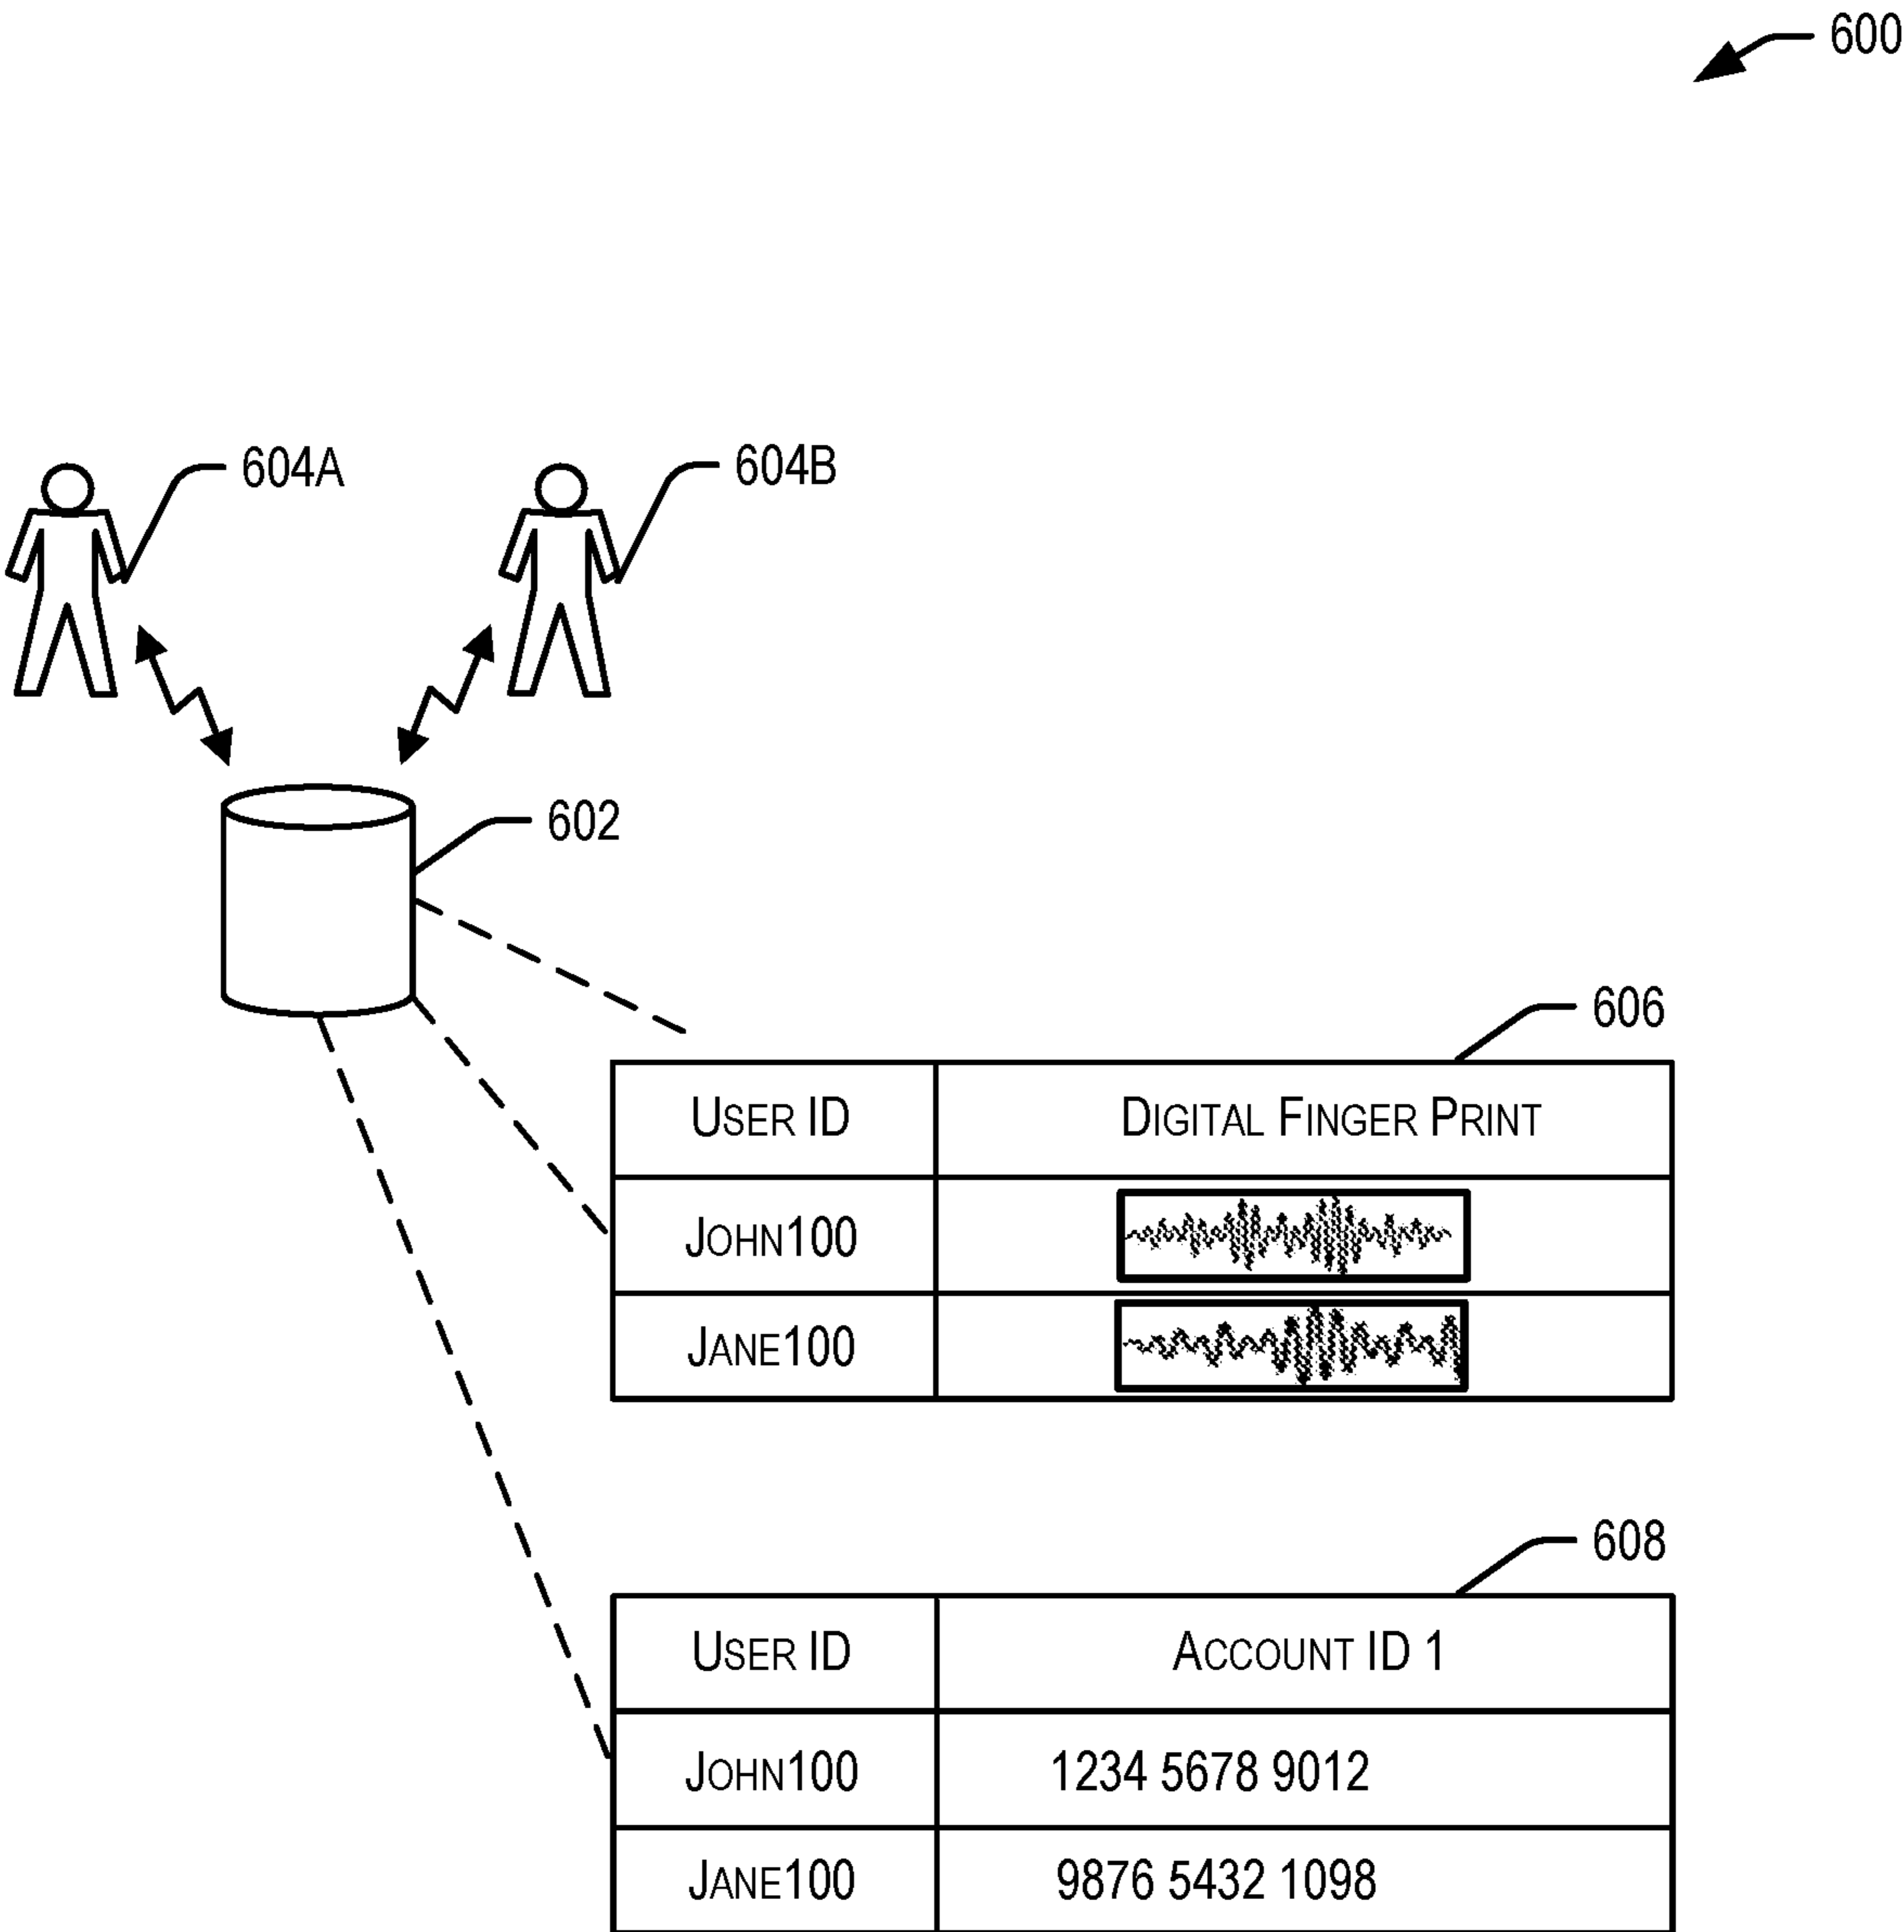 600
604A
604B
602
606
USER ID DIGITAL FINGER PRINT
JOHN100
JANE100
608
USER ID ACCOUNT ID 1
JOHN100 1234 5678 9012
JANE100 9876 5432 1098